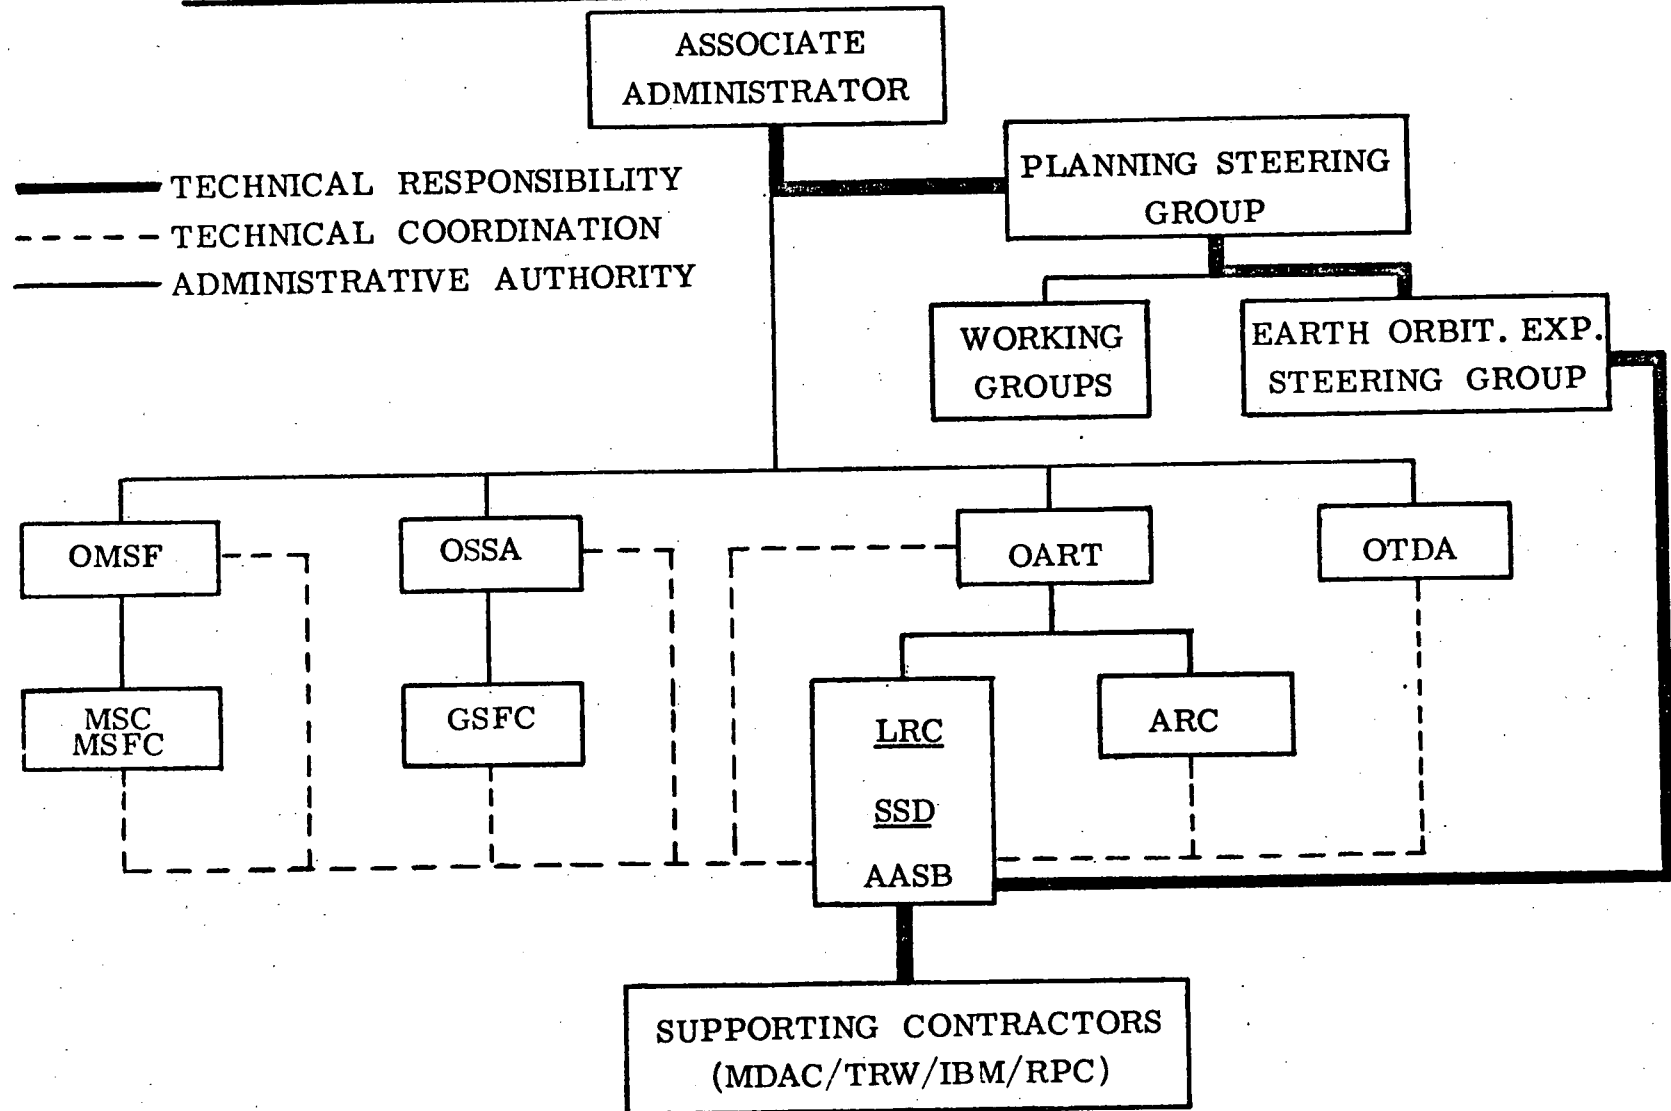 ASSOCIATE
ADMINISTRATOR
PLANNING STEERING
GROUP
TECHNICAL RESPONSIBILITY
TECHNICAL COORDINATION
ADMINISTRATIVE AUTHORITY
WORKING
GROUPS
EARTH ORBIT. EXP.
STEERING GROUP
OMSF
OSSA
OART
OTDA
MSC
MSFC
GSFC
LRC
SSD
AASB
ARC
SUPPORTING CONTRACTORS
(MDAC/TRW/IBM/RPC)